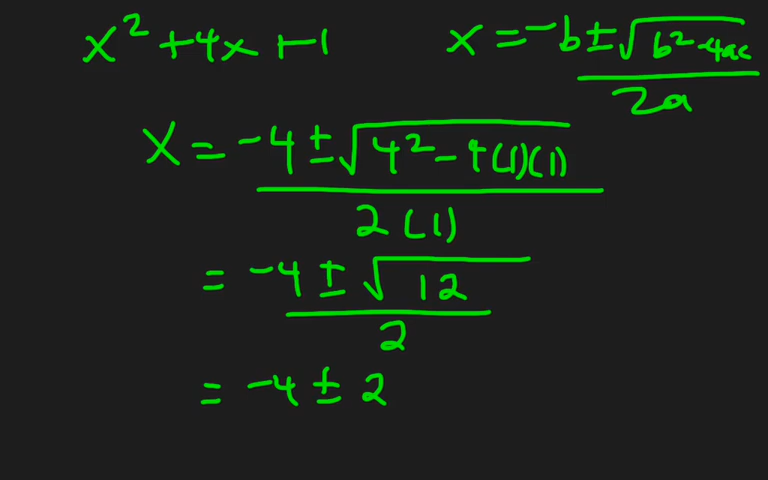 x² + 4x + 1
x = -b ± √(b² - 4ac) / 2a
x = -4 ± √(4² - 4(1)(1)) / 2(1)
= -4 ± √12 / 2
= -4 ± 2